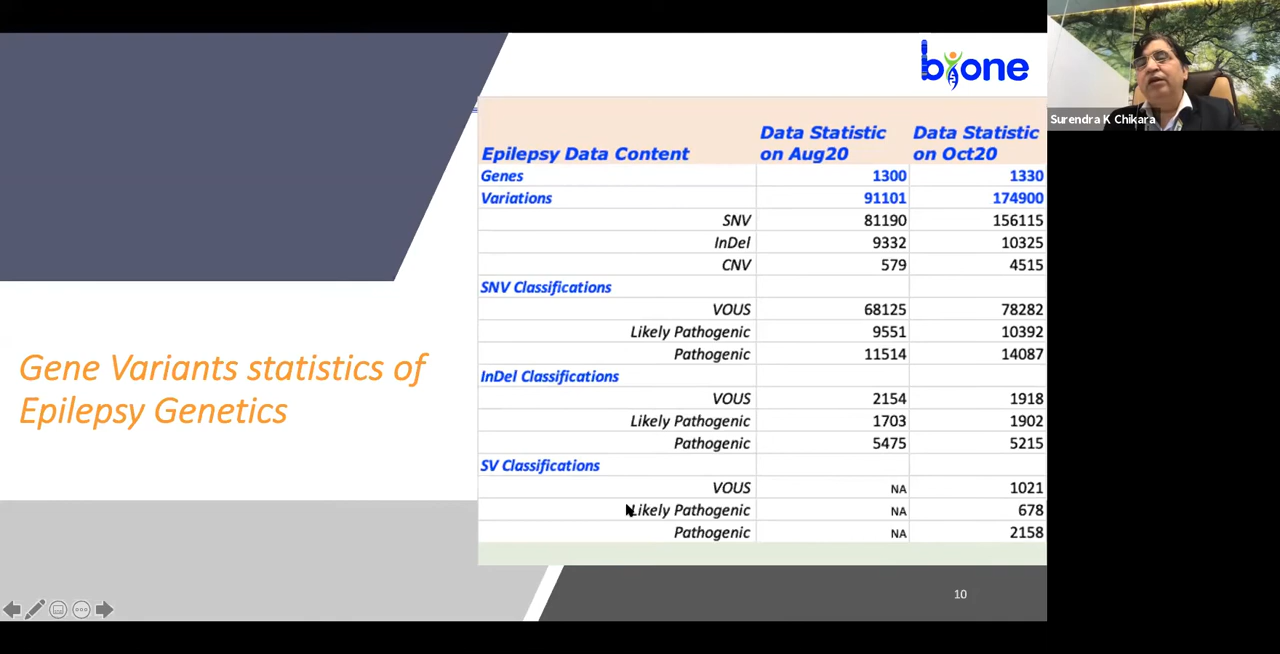 bione
Surendra K Chikara
Epilepsy Data Content Data Statistic on Aug20 Data Statistic on Oct20
Genes 1300 1330
Variations 91101 174900
SNV 81190 156115
InDel 9332 10325
CNV 579 4515
SNV Classifications
VOUS 68125 78282
Likely Pathogenic 9551 10392
Pathogenic 11514 14087
InDel Classifications
VOUS 2154 1918
Likely Pathogenic 1703 1902
Pathogenic 5475 5215
SV Classifications
VOUS NA 1021
Likely Pathogenic NA 678
Pathogenic NA 2158
Gene Variants statistics of
Epilepsy Genetics
10